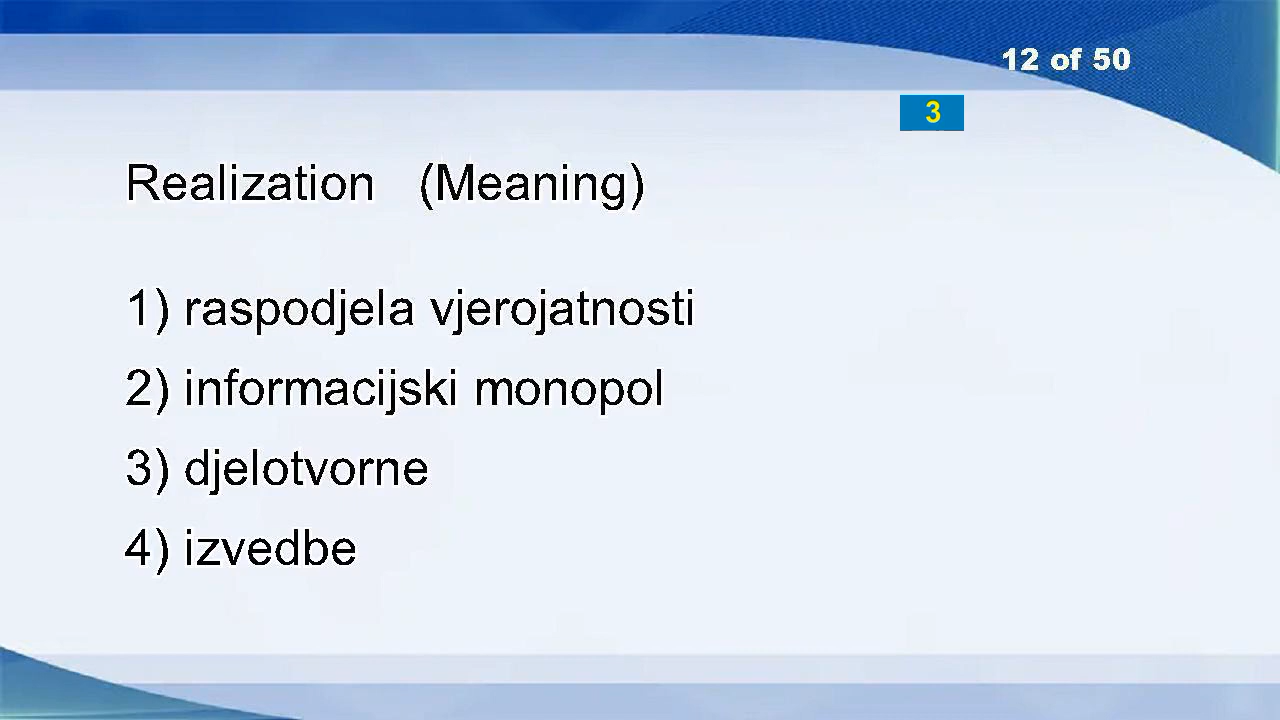 12 of 50
3
Realization (Meaning)
1) raspodjela vjerojatnosti
2) informacijski monopol
3) djelotvorne
4) izvedbe